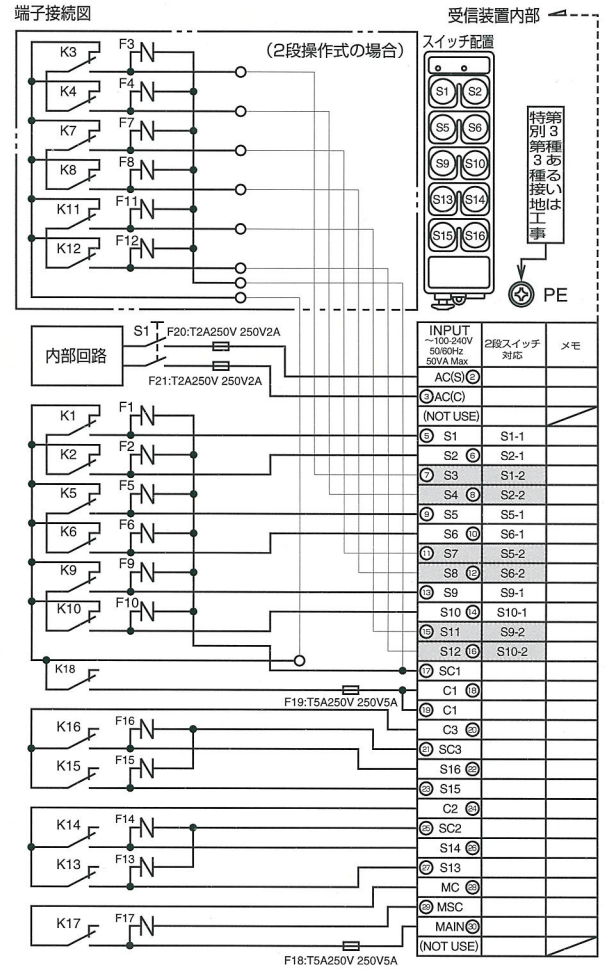 端子接続図
受信装置内部
(2段操作式の場合)
スイッチ配置
K3 F3
K4 F4
K7 F7
K8 F8
K11 F11
K12 F12
S1 S2
S5 S6
S9 S10
S13 S14
S15 S16
第3種あるいは
特別第3種接地工事
PE
内部回路
S1
F20:T2A250V 250V2A
F21:T2A250V 250V2A
INPUT
~100-240V
50/60Hz
50VA Max
2段スイッチ
対応
メモ
AC(S)②
③AC(C)
(NOT USE)
K1 F1
K2 F2
K5 F5
K6 F6
K9 F9
K10 F10
⑤ S1 S1-1
S2 ⑥ S2-1
⑦ S3 S1-2
S4 ⑧ S2-2
⑨ S5 S5-1
S6 ⑩ S6-1
⑪ S7 S5-2
S8 ⑫ S6-2
⑬ S9 S9-1
S10 ⑭ S10-1
⑮ S11 S9-2
S12 ⑯ S10-2
K18
F19:T5A250V 250V5A
⑰ SC1
C1 ⑱
⑲ C1
K16 F16
K15 F15
C3 ⑳
㉑ SC3
S16 ㉒
㉓ S15
K14 F14
K13 F13
C2 ㉔
㉕ SC2
S14 ㉖
㉗ S13
K17 F17
F18:T5A250V 250V5A
MC ㉘
㉙ MSC
MAIN㉚
(NOT USE)